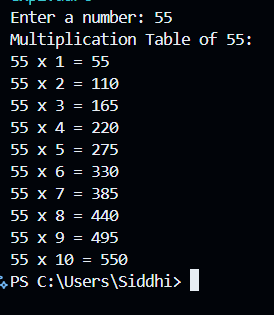 Enter a number: 55
Multiplication Table of 55:
55 x 1 = 55
55 x 2 = 110
55 x 3 = 165
55 x 4 = 220
55 x 5 = 275
55 x 6 = 330
55 x 7 = 385
55 x 8 = 440
55 x 9 = 495
55 x 10 = 550
PS C:\Users\Siddhi>